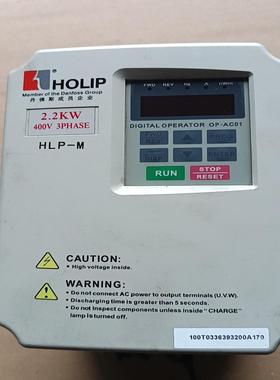 HOLIP
Member of the Danfoss Group
丹佛斯成员企业
2.2KW
400V 3PHASE
HLP-M
FWD REV Hz A r/min
DIGITAL OPERATOR OP-AC01
ENTER
RUN
STOP
RESET
CAUTION:
• High voltage inside.
WARNING:
• Do not connect AC power to output terminals (U.V.W).
• Discharging time is greater than 5 seconds.
• Do not Inspect components unless inside "CHARGE"
lamp is turned off.
100T0336393200A170